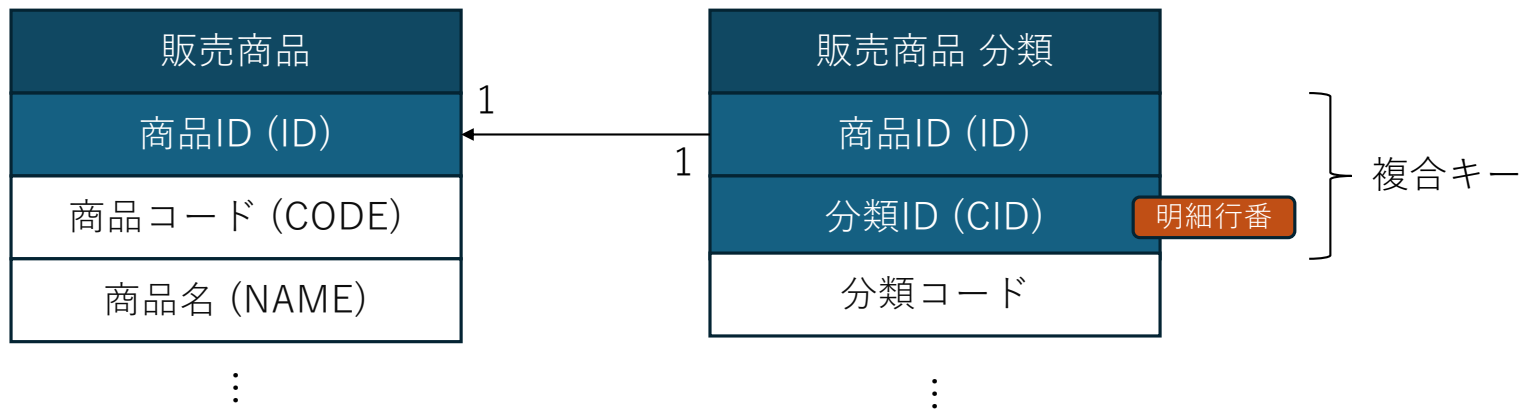 販売商品
商品ID (ID)
商品コード (CODE)
商品名 (NAME)
⋮
1
1
販売商品 分類
商品ID (ID)
分類ID (CID)
明細行番
分類コード
⋮
複合キー